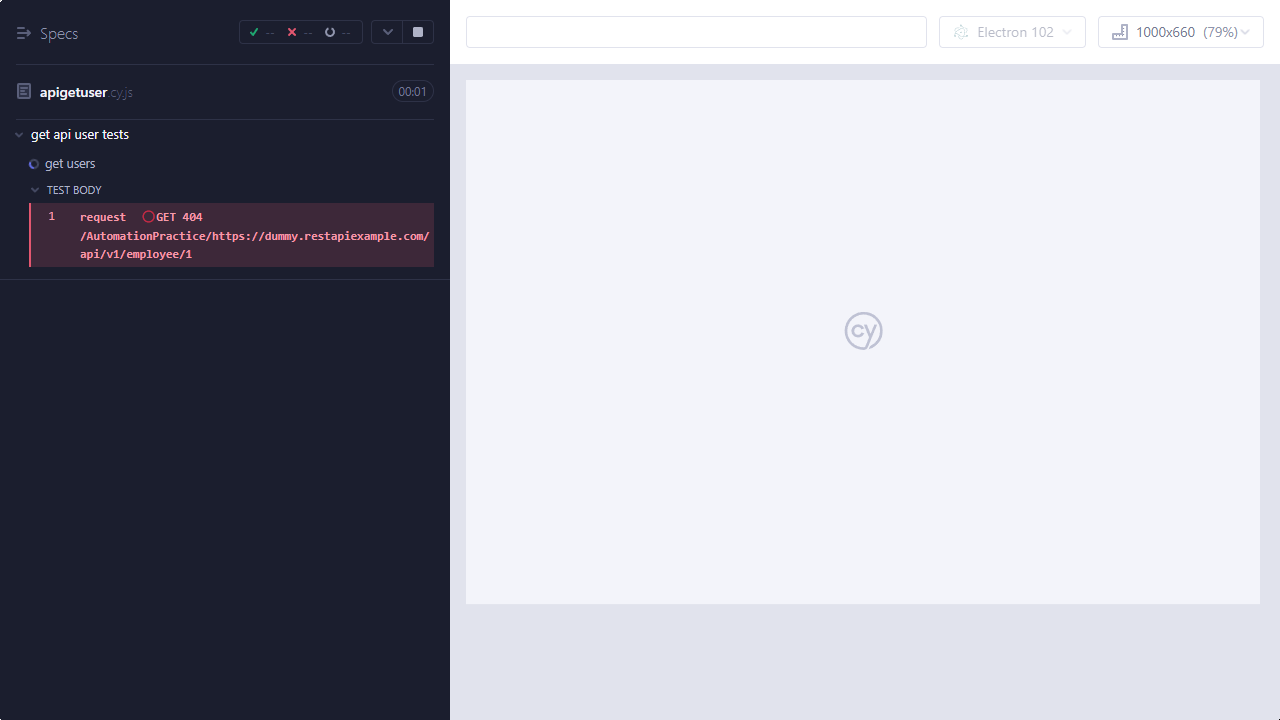 Specs
-- -- --
Electron 102
1000x660 (79%)
apigetuser.cy.js
00:01
get api user tests
get users
TEST BODY
1 request GET 404
/AutomationPractice/https://dummy.restapiexample.com/
api/v1/employee/1
cy